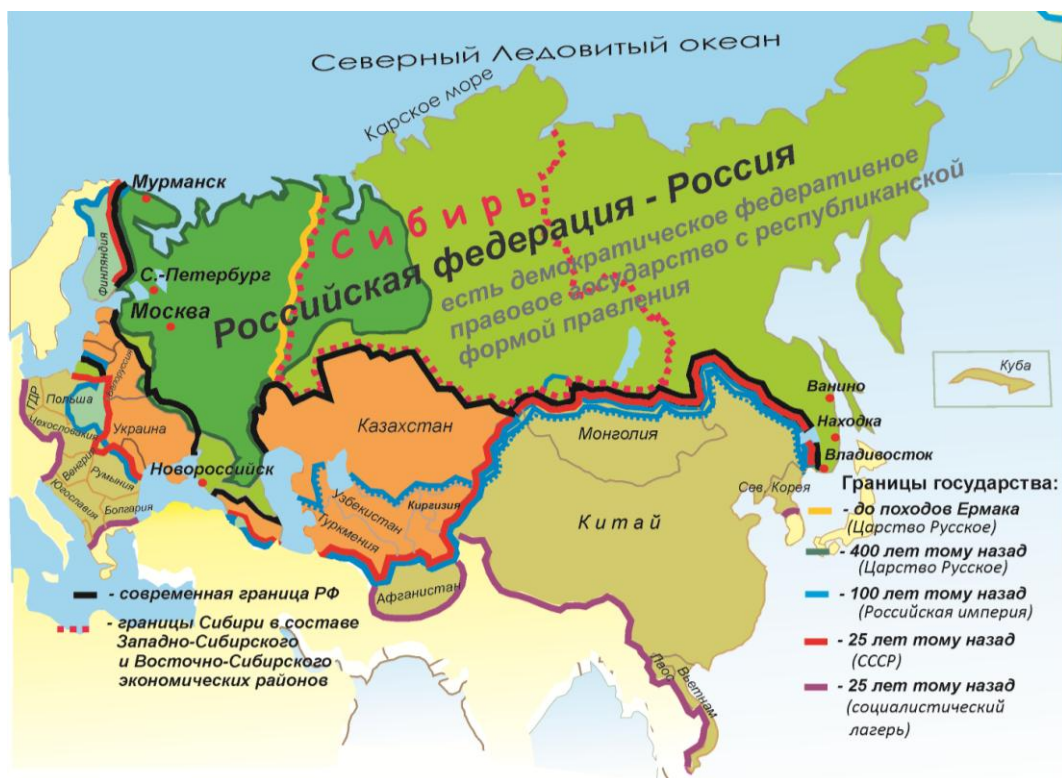 Северный Ледовитый океан
Карское море
Мурманск
Финляндия
С.-Петербург
Москва
Сибирь
Российская федерация - Россия
есть демократическое федеративное
правовое государство с республиканской
формой правления
Куба
Белоруссия
ГДР
Польша
Украина
Чехословакия
Венгрия
Румыния
Югославия
Болгария
Новороссийск
Казахстан
Узбекистан
Туркмения
Киргизия
Афганистан
Монголия
Китай
Ванино
Находка
Владивосток
Сев. Корея
Лаос
Вьетнам
- современная граница РФ
- границы Сибири в составе
Западно-Сибирского
и Восточно-Сибирского
экономических районов
Границы государства:
- до походов Ермака
(Царство Русское)
- 400 лет тому назад
(Царство Русское)
- 100 лет тому назад
(Российская империя)
- 25 лет тому назад
(СССР)
- 25 лет тому назад
(социалистический
лагерь)